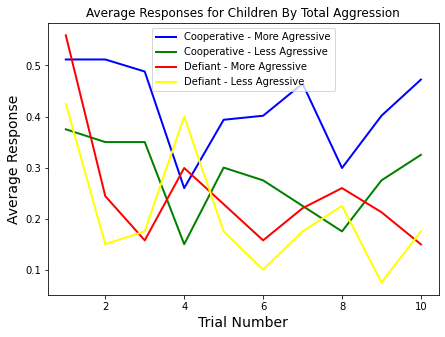 Average Responses for Children By Total Aggression
Cooperative - More Agressive
Cooperative - Less Agressive
Defiant - More Agressive
Defiant - Less Agressive
Average Response
0.5
0.4
0.3
0.2
0.1
2 4 6 8 10
Trial Number